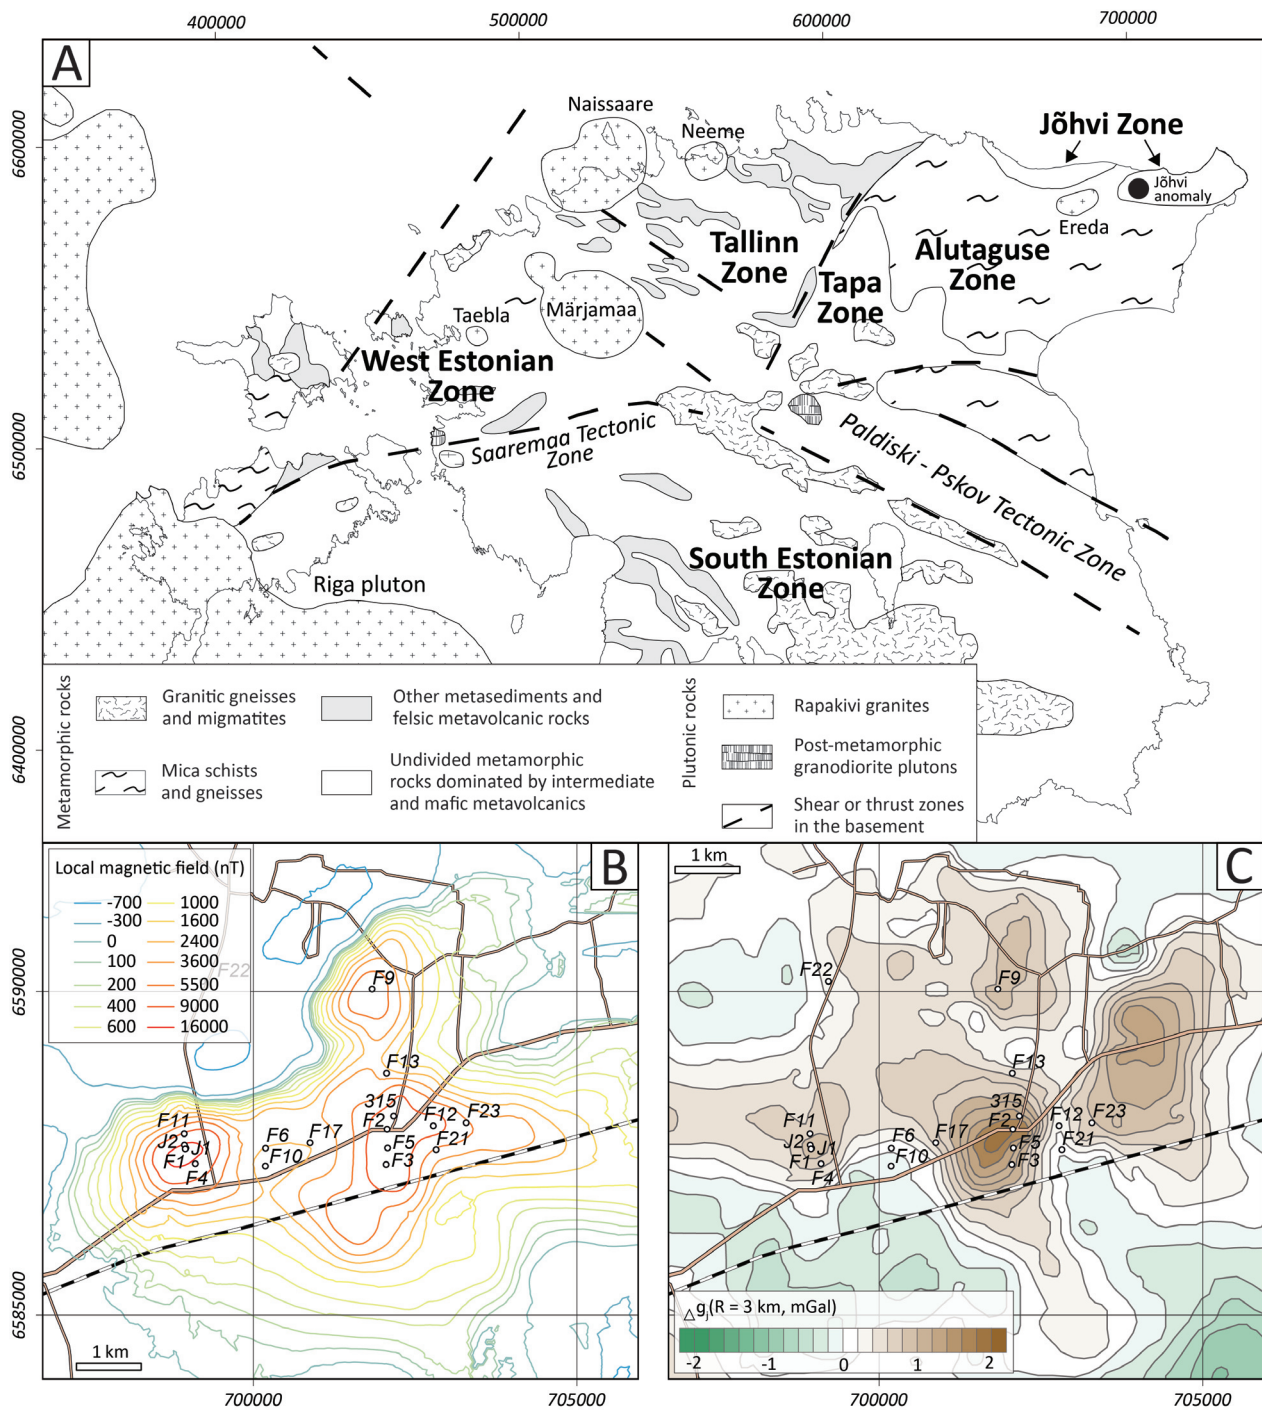 400000 500000 600000 700000
A
6600000
6500000
6400000
Naissaare
Neeme
Jõhvi Zone
Jõhvi
anomaly
Ereda
Tallinn
Zone
Alutaguse
Zone
Tapa
Zone
Taebla
Märjamaa
West Estonian
Zone
Saaremaa Tectonic
Zone
Paldiski - Pskov Tectonic Zone
South Estonian
Zone
Riga pluton
Metamorphic rocks
Granitic gneisses
and migmatites
Mica schists
and gneisses
Other metasediments and
felsic metavolcanic rocks
Undivided metamorphic
rocks dominated by intermediate
and mafic metavolcanics
Plutonic rocks
Rapakivi granites
Post-metamorphic
granodiorite plutons
Shear or thrust zones
in the basement
B
Local magnetic field (nT)
-700 1000
-300 1600
0 2400
100 3600
200 5500
400 9000
600 16000
F22
F9
F13
315
F2
F12
F23
F11
J2
J1
F1
F4
F6
F17
F10
F5
F21
F3
6590000
6585000
1 km
700000 705000
C
1 km
F22
F9
F13
315
F2
F12
F23
F11
J2
J1
F1
F4
F6
F17
F10
F5
F21
F3
△gj(R = 3 km, mGal)
-2 -1 0 1 2
700000 705000